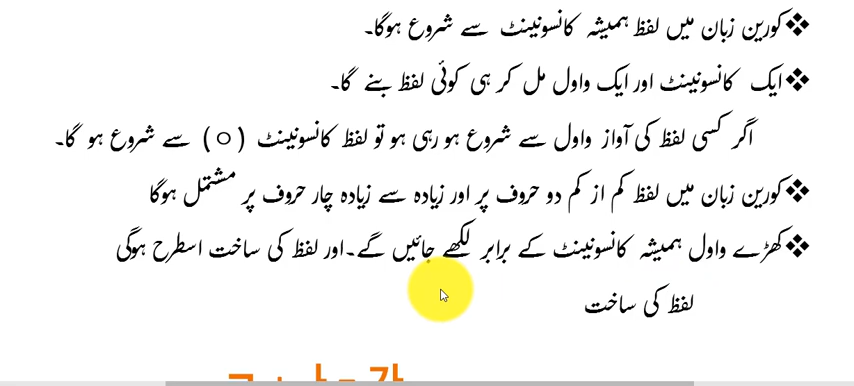 ❖ کورین زبان میں لفظ ہمیشہ کانسونینٹ سے شروع ہوگا۔
❖ ایک کانسونینٹ اور ایک واول مل کر ہی کوئی لفظ بنے گا۔
اگر کسی لفظ کی آواز واول سے شروع ہو رہی ہو تو لفظ کانسونینٹ (ㅇ) سے شروع ہو گا۔
❖ کورین زبان میں لفظ کم از کم دو حروف پر اور زیادہ سے زیادہ چار حروف پر مشتمل ہوگا
❖ کھڑے واول ہمیشہ کانسونینٹ کے برابر لکھے جائیں گے۔اور لفظ کی ساخت اسطرح ہوگی
لفظ کی ساخت